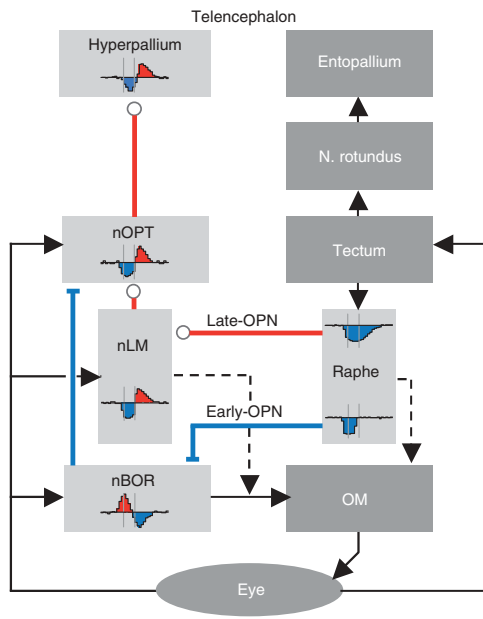 Telencephalon
Hyperpallium
Entopallium
N. rotundus
nOPT
Tectum
Late-OPN
nLM
Raphe
Early-OPN
nBOR
OM
Eye